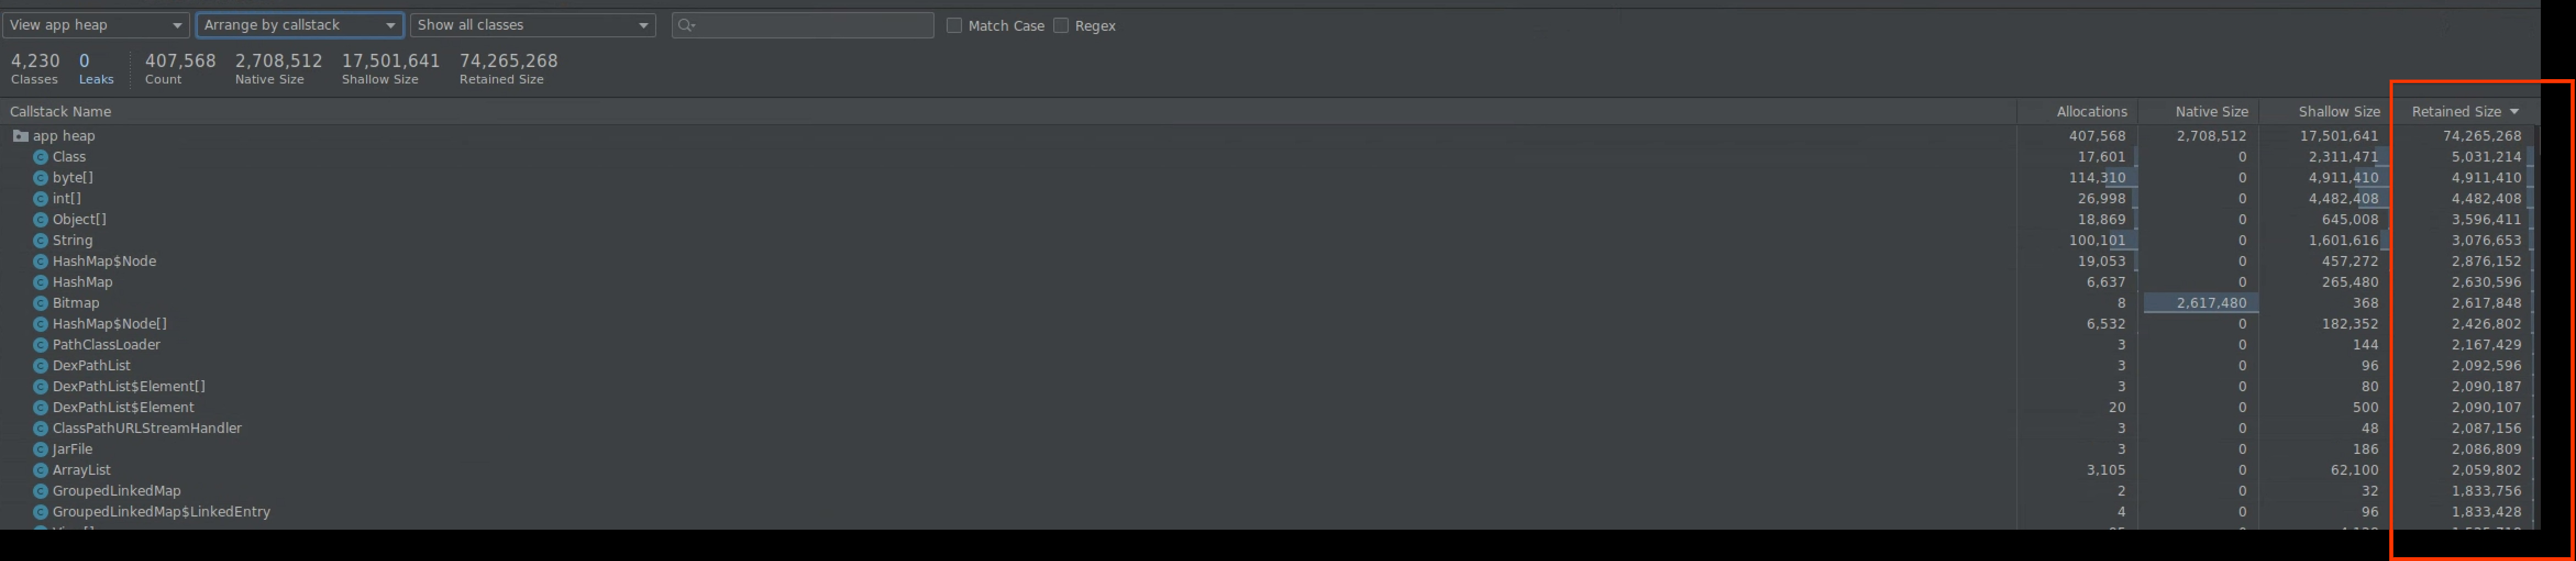 View app heap Arrange by callstack Show all classes Match Case Regex
4,230 0 407,568 2,708,512 17,501,641 74,265,268
Classes Leaks Count Native Size Shallow Size Retained Size
Callstack Name Allocations Native Size Shallow Size Retained Size
app heap 407,568 2,708,512 17,501,641 74,265,268
Class 17,601 0 2,311,471 5,031,214
byte[] 114,310 0 4,911,410 4,911,410
int[] 26,998 0 4,482,408 4,482,408
Object[] 18,869 0 645,008 3,596,411
String 100,101 0 1,601,616 3,076,653
HashMap$Node 19,053 0 457,272 2,876,152
HashMap 6,637 0 265,480 2,630,596
Bitmap 8 2,617,480 368 2,617,848
HashMap$Node[] 6,532 0 182,352 2,426,802
PathClassLoader 3 0 144 2,167,429
DexPathList 3 0 96 2,092,596
DexPathList$Element[] 3 0 80 2,090,187
DexPathList$Element 20 0 500 2,090,107
ClassPathURLStreamHandler 3 0 48 2,087,156
JarFile 3 0 186 2,086,809
ArrayList 3,105 0 62,100 2,059,802
GroupedLinkedMap 2 0 32 1,833,756
GroupedLinkedMap$LinkedEntry 4 0 96 1,833,428